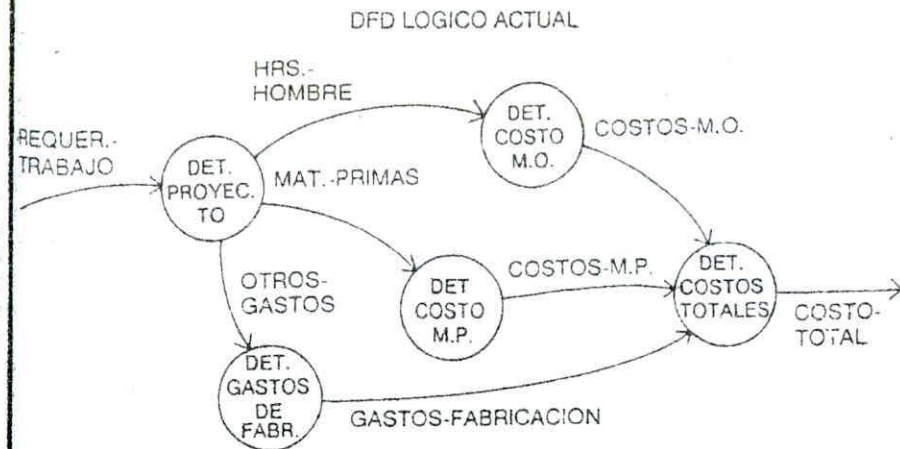 DFD LOGICO ACTUAL
HRS.-
HOMBRE
DET.
COSTO
M.O.
COSTOS-M.O.
REQUER.-
TRABAJO
DET.
PROYEC.
TO
MAT.-PRIMAS
OTROS-
GASTOS
DET
COSTO
M.P.
COSTOS-M.P.
DET.
COSTOS
TOTALES
COSTO-
TOTAL
DET.
GASTOS
DE
FABR.
GASTOS-FABRICACION